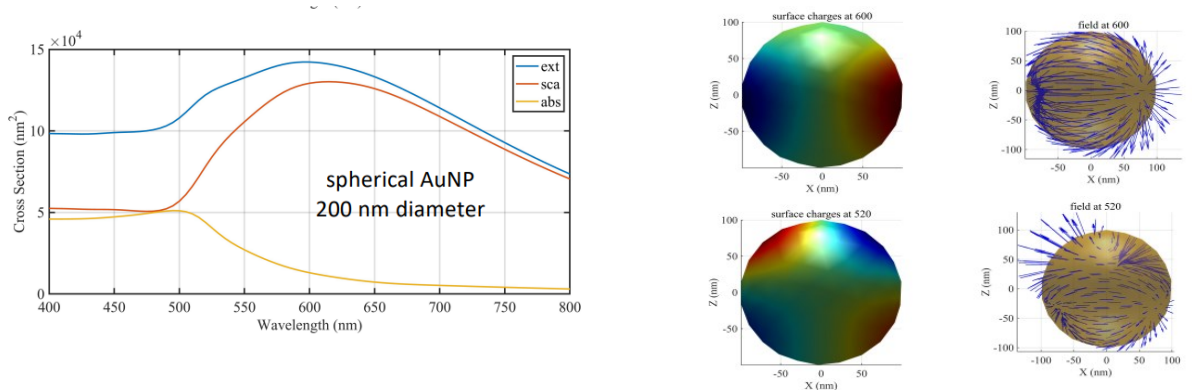 15
×10⁴
ext
sca
abs
10
5
0
Cross Section (nm²)
spherical AuNP
200 nm diameter
400
450
500
550
600
650
700
750
800
Wavelength (nm)
surface charges at 600
50
0
-50
Z (nm)
-50
0
50
X (nm)
field at 600
100
50
0
-50
-100
Z (nm)
-50
0
50
100
X (nm)
surface charges at 520
100
50
0
-50
Z (nm)
-50
0
50
X (nm)
field at 520
100
50
0
-50
-100
Z (nm)
-100
-50
0
50
100
X (nm)